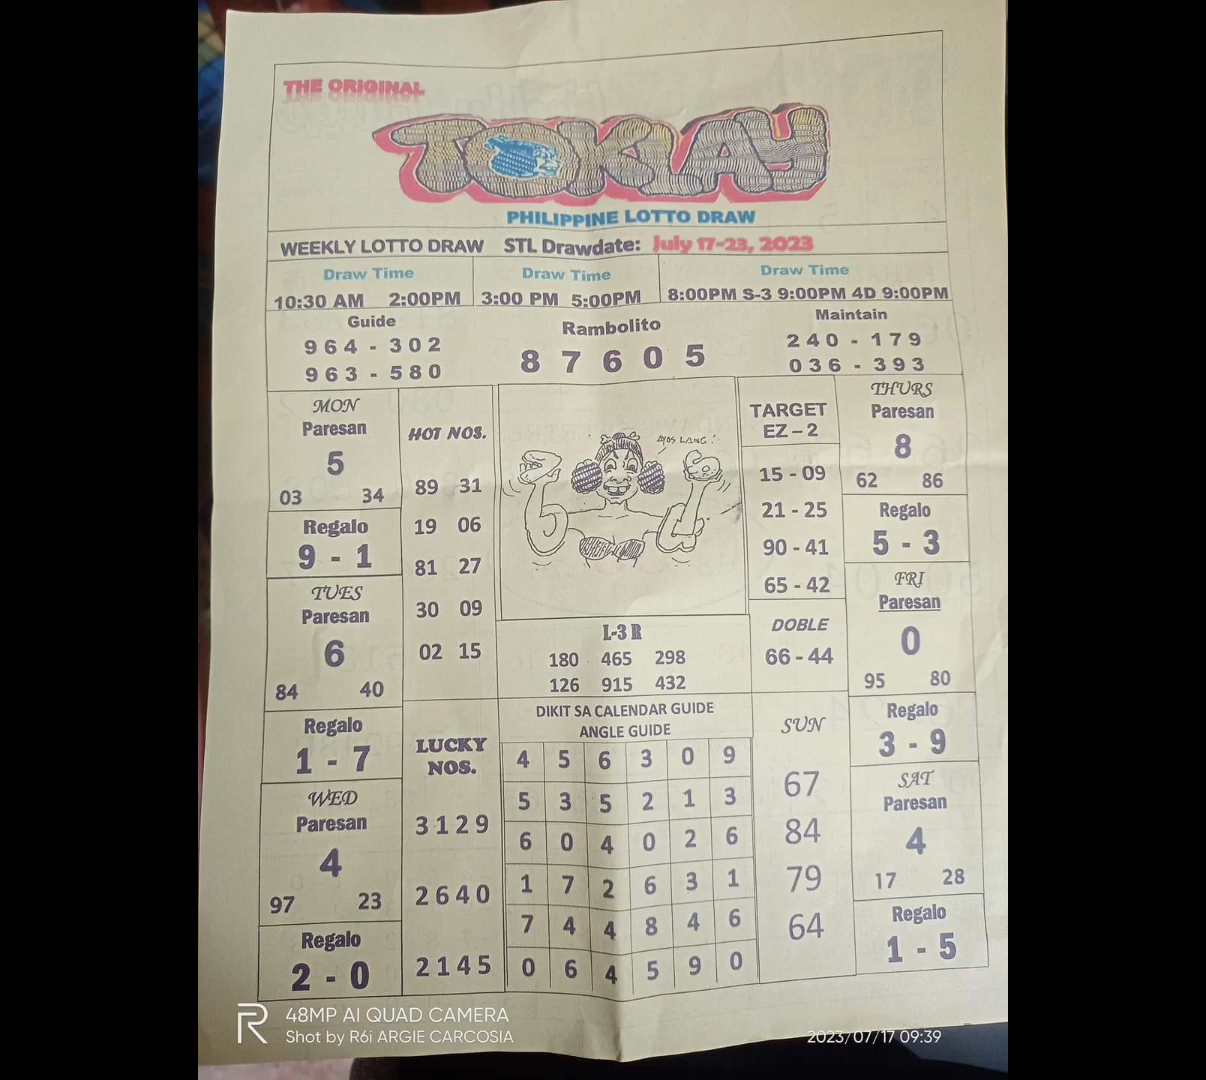 THE ORIGINAL
TOKLAY
PHILIPPINE LOTTO DRAW
WEEKLY LOTTO DRAW STL Drawdate: July 17-23, 2023
Draw Time
10:30 AM 2:00PM
Draw Time
3:00 PM 5:00PM
Draw Time
8:00PM S-3 9:00PM 4D 9:00PM
Guide
964 - 302
963 - 580
Rambolito
8 7 6 0 5
Maintain
240 - 179
036 - 393
MON
Paresan
5
03 34
Regalo
9 - 1
TUES
Paresan
6
84 40
Regalo
1 - 7
WED
Paresan
4
97 23
Regalo
2 - 0
HOT NOS.
89 31
19 06
81 27
30 09
02 15
LUCKY
NOS.
3129
2640
2145
AYOS LANG!
L-3 R
180 465 298
126 915 432
DIKIT SA CALENDAR GUIDE
ANGLE GUIDE
4 5 6 3 0 9
5 3 5 2 1 3
6 0 4 0 2 6
1 7 2 6 3 1
7 4 4 8 4 6
0 6 4 5 9 0
TARGET
EZ – 2
15 - 09
21 - 25
90 - 41
65 - 42
DOBLE
66 - 44
SUN
67
84
79
64
THURS
Paresan
8
62 86
Regalo
5 - 3
FRI
Paresan
0
95 80
Regalo
3 - 9
SAT
Paresan
4
17 28
Regalo
1 - 5
48MP AI QUAD CAMERA
Shot by R6i ARGIE CARCOSIA
2023/07/17 09:39